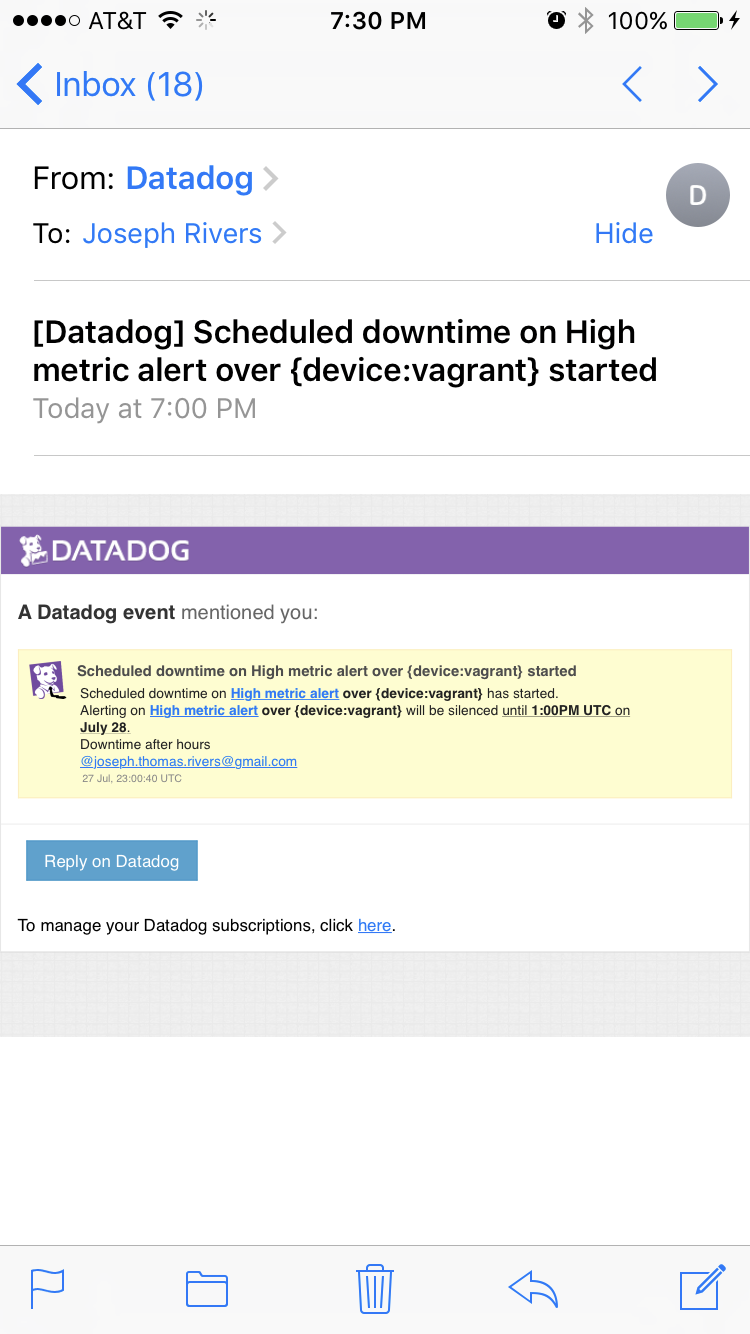 AT&T 7:30 PM 100%
Inbox (18)
From: Datadog
D
To: Joseph Rivers Hide
[Datadog] Scheduled downtime on High
metric alert over {device:vagrant} started
Today at 7:00 PM
DATADOG
A Datadog event mentioned you:
Scheduled downtime on High metric alert over {device:vagrant} started
Scheduled downtime on High metric alert over {device:vagrant} has started.
Alerting on High metric alert over {device:vagrant} will be silenced until 1:00PM UTC on
July 28.
Downtime after hours
@joseph.thomas.rivers@gmail.com
27 Jul, 23:00:40 UTC
Reply on Datadog
To manage your Datadog subscriptions, click here.